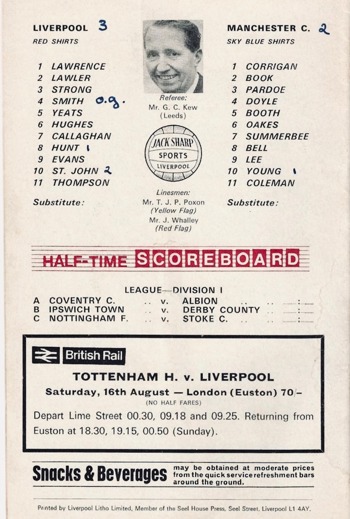 LIVERPOOL 3
RED SHIRTS
1 LAWRENCE
2 LAWLER
3 STRONG
4 SMITH o.g.
5 YEATS
6 HUGHES
7 CALLAGHAN
8 HUNT 1
9 EVANS
10 ST. JOHN 2
11 THOMPSON
Substitute:
Referee:
Mr. G. C. Kew
(Leeds)
JACK SHARP
SPORTS
LIVERPOOL
Linesmen:
Mr. T. J. P. Poxon
(Yellow Flag)
Mr. J. Whalley
(Red Flag)
MANCHESTER C. 2
SKY BLUE SHIRTS
1 CORRIGAN
2 BOOK
3 PARDOE
4 DOYLE
5 BOOTH
6 OAKES
7 SUMMERBEE
8 BELL
9 LEE
10 YOUNG 1
11 COLEMAN
Substitute:
HALF-TIME SCOREBOARD
LEAGUE—DIVISION I
A COVENTRY C. .. v. ALBION .. .. ....:....
B IPSWICH TOWN .. v. DERBY COUNTY .. ....:....
C NOTTINGHAM F. .. v. STOKE C. .. ....:....
British Rail
TOTTENHAM H. v. LIVERPOOL
Saturday, 16th August — London (Euston) 70/-
(NO HALF FARES)
Depart Lime Street 00.30, 09.18 and 09.25. Returning from
Euston at 18.30, 19.15, 00.50 (Sunday).
Snacks & Beverages may be obtained at moderate prices
from the quick service refreshment bars
around the ground.
Printed by Liverpool Litho Limited, Member of the Seel House Press, Seel Street, Liverpool L1 4AY.